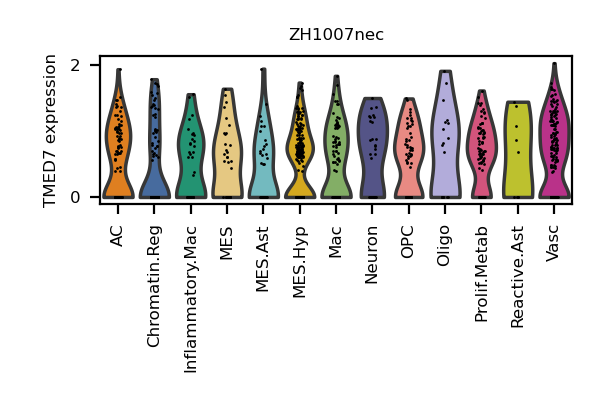 ZH1007nec
TMED7 expression
2
0
AC
Chromatin.Reg
Inflammatory.Mac
MES
MES.Ast
MES.Hyp
Mac
Neuron
OPC
Oligo
Prolif.Metab
Reactive.Ast
Vasc